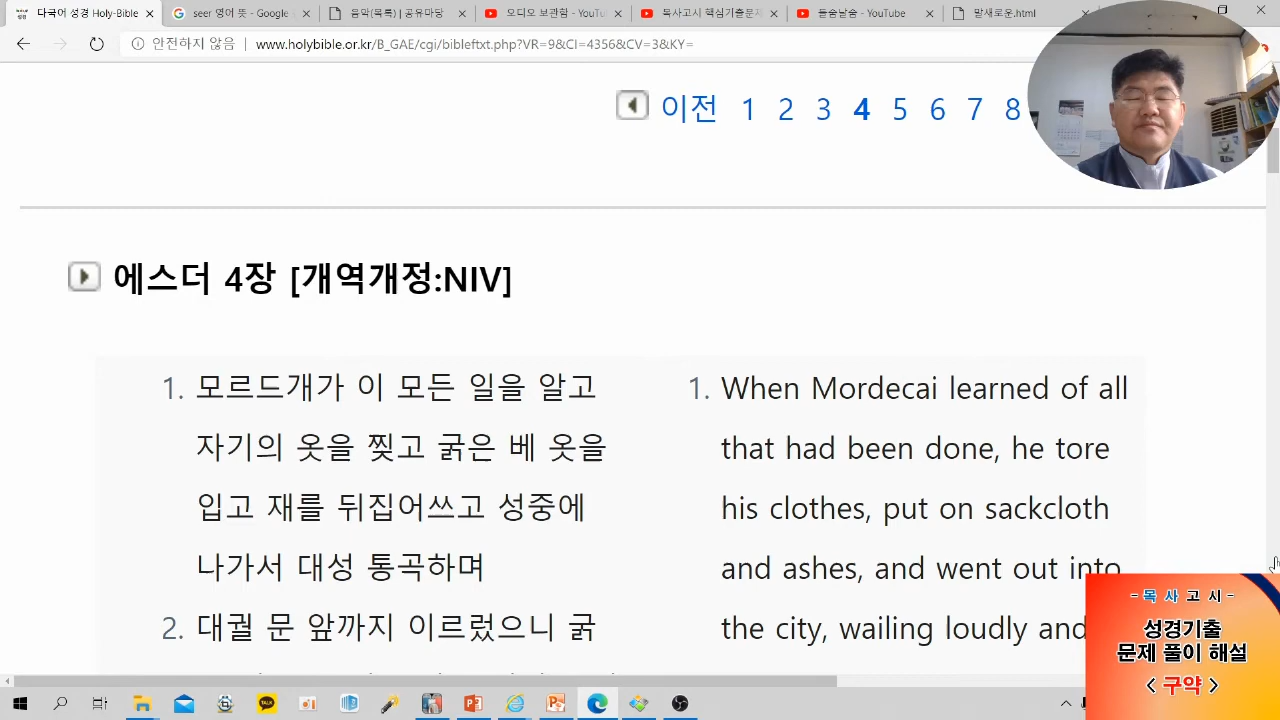 다국어 성경 Holy-Bible
seer 영어 뜻 - Google
음악(목록) | 공유마당
오디오 보관함 - YouTu
목사고시 핵심기출문
들숨날숨 - YouTube
말새로운.html
안전하지 않음 | www.holybible.or.kr/B_GAE/cgi/bibleftxt.php?VR=9&CI=4356&CV=3&KY=
이전 1 2 3 4 5 6 7 8
에스더 4장 [개역개정:NIV]
1. 모르드개가 이 모든 일을 알고
자기의 옷을 찢고 굵은 베 옷을
입고 재를 뒤집어쓰고 성중에
나가서 대성 통곡하며
2. 대궐 문 앞까지 이르렀으니 굵
1. When Mordecai learned of all
that had been done, he tore
his clothes, put on sackcloth
and ashes, and went out into
the city, wailing loudly and
- 목 사 고 시 -
성경기출
문제 풀이 해설
< 구약 >